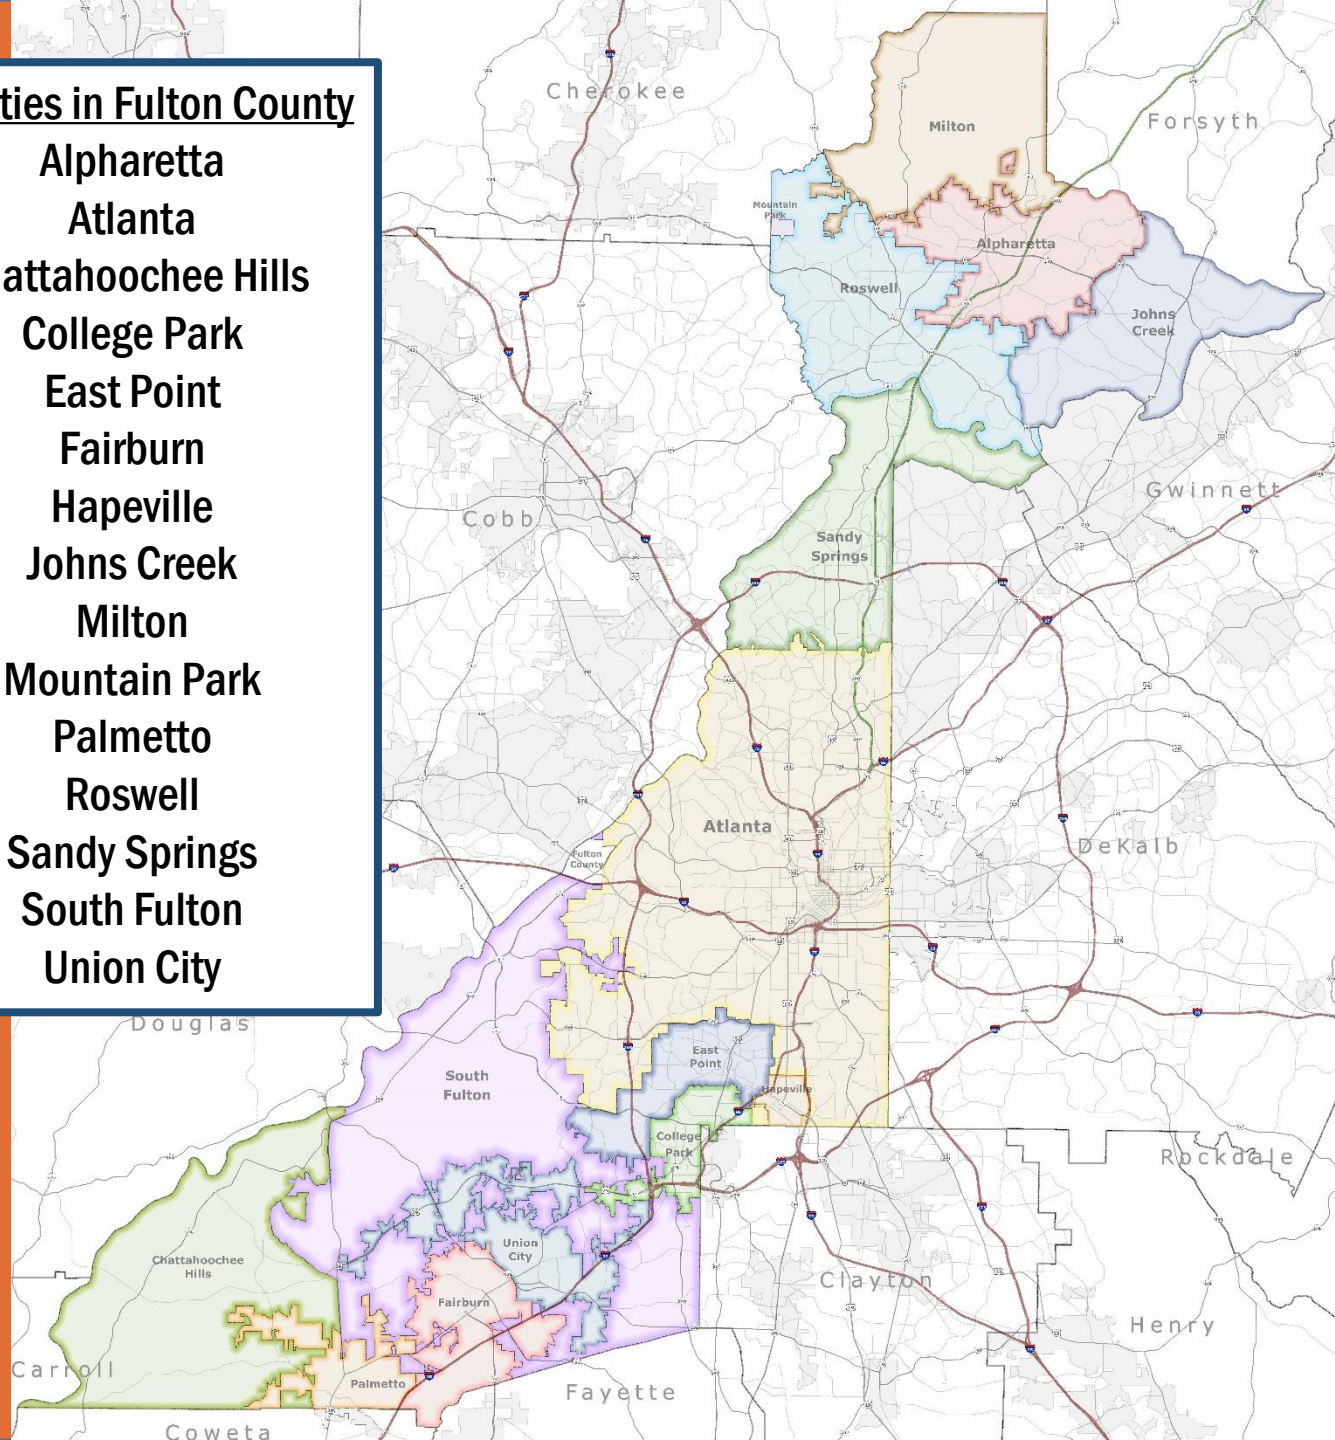 ties in Fulton County
Alpharetta
Atlanta
attahoochee Hills
College Park
East Point
Fairburn
Hapeville
Johns Creek
Milton
Mountain Park
Palmetto
Roswell
Sandy Springs
South Fulton
Union City
Cherokee
Forsyth
Milton
Mountain
Park
Alpharetta
Roswell
Johns
Creek
Gwinnett
Cobb
Sandy
Springs
Atlanta
DeKalb
Fulton
County
Douglas
East
Point
South
Fulton
Hapeville
College
Park
Rockdale
Union
City
Chattahoochee
Hills
Clayton
Fairburn
Henry
Carroll
Palmetto
Fayette
Coweta